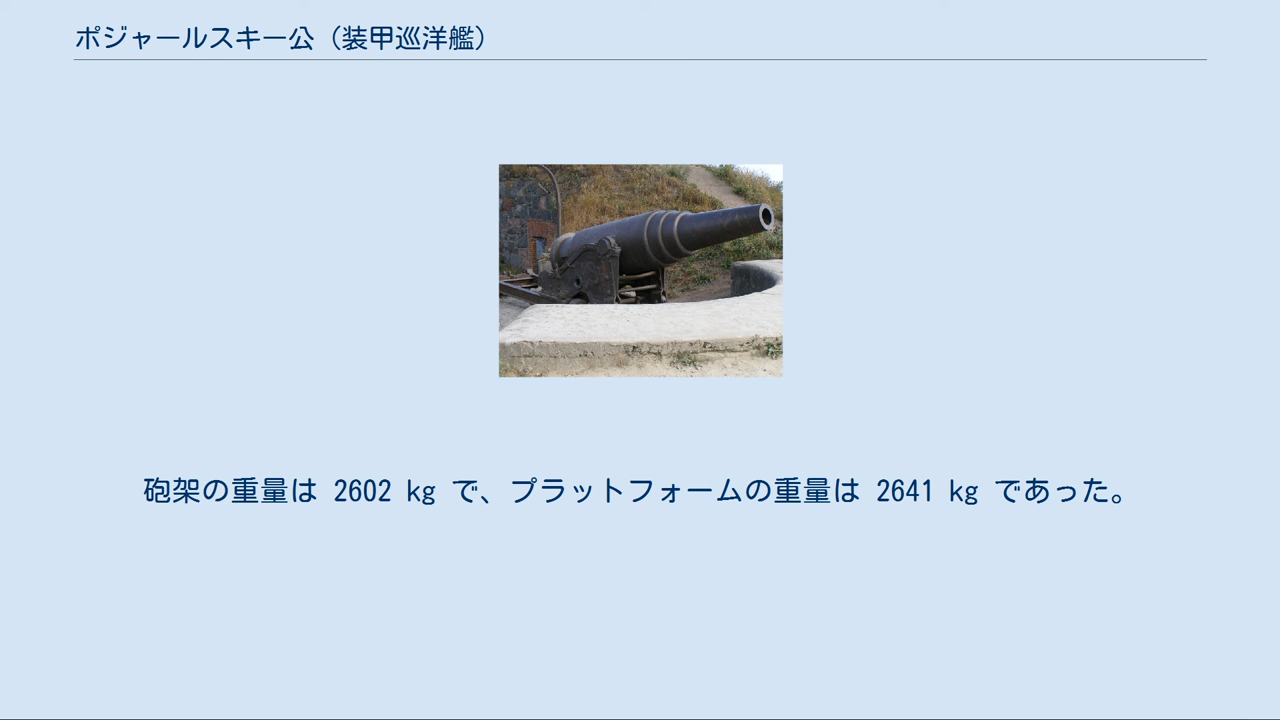 ポジャールスキー公（装甲巡洋艦）
砲架の重量は 2602 kg で、プラットフォームの重量は 2641 kg であった。